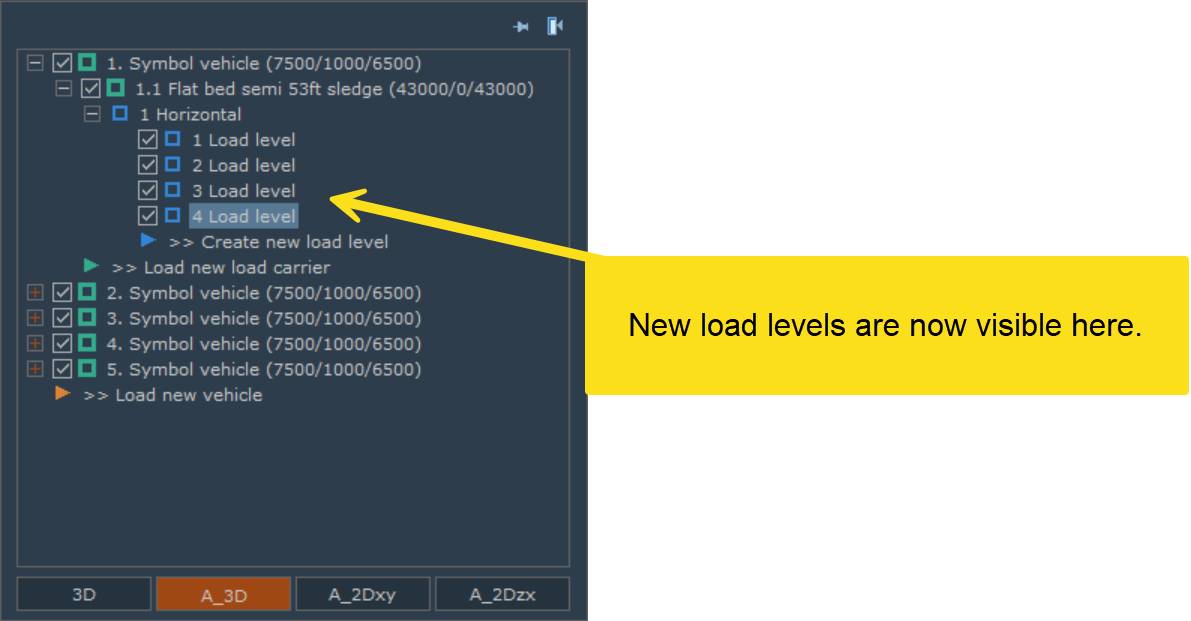 1. Symbol vehicle (7500/1000/6500)
1.1 Flat bed semi 53ft sledge (43000/0/43000)
1 Horizontal
1 Load level
2 Load level
3 Load level
4 Load level
>> Create new load level
>> Load new load carrier
2. Symbol vehicle (7500/1000/6500)
3. Symbol vehicle (7500/1000/6500)
4. Symbol vehicle (7500/1000/6500)
5. Symbol vehicle (7500/1000/6500)
>> Load new vehicle
New load levels are now visible here.
3D
A_3D
A_2Dxy
A_2Dzx